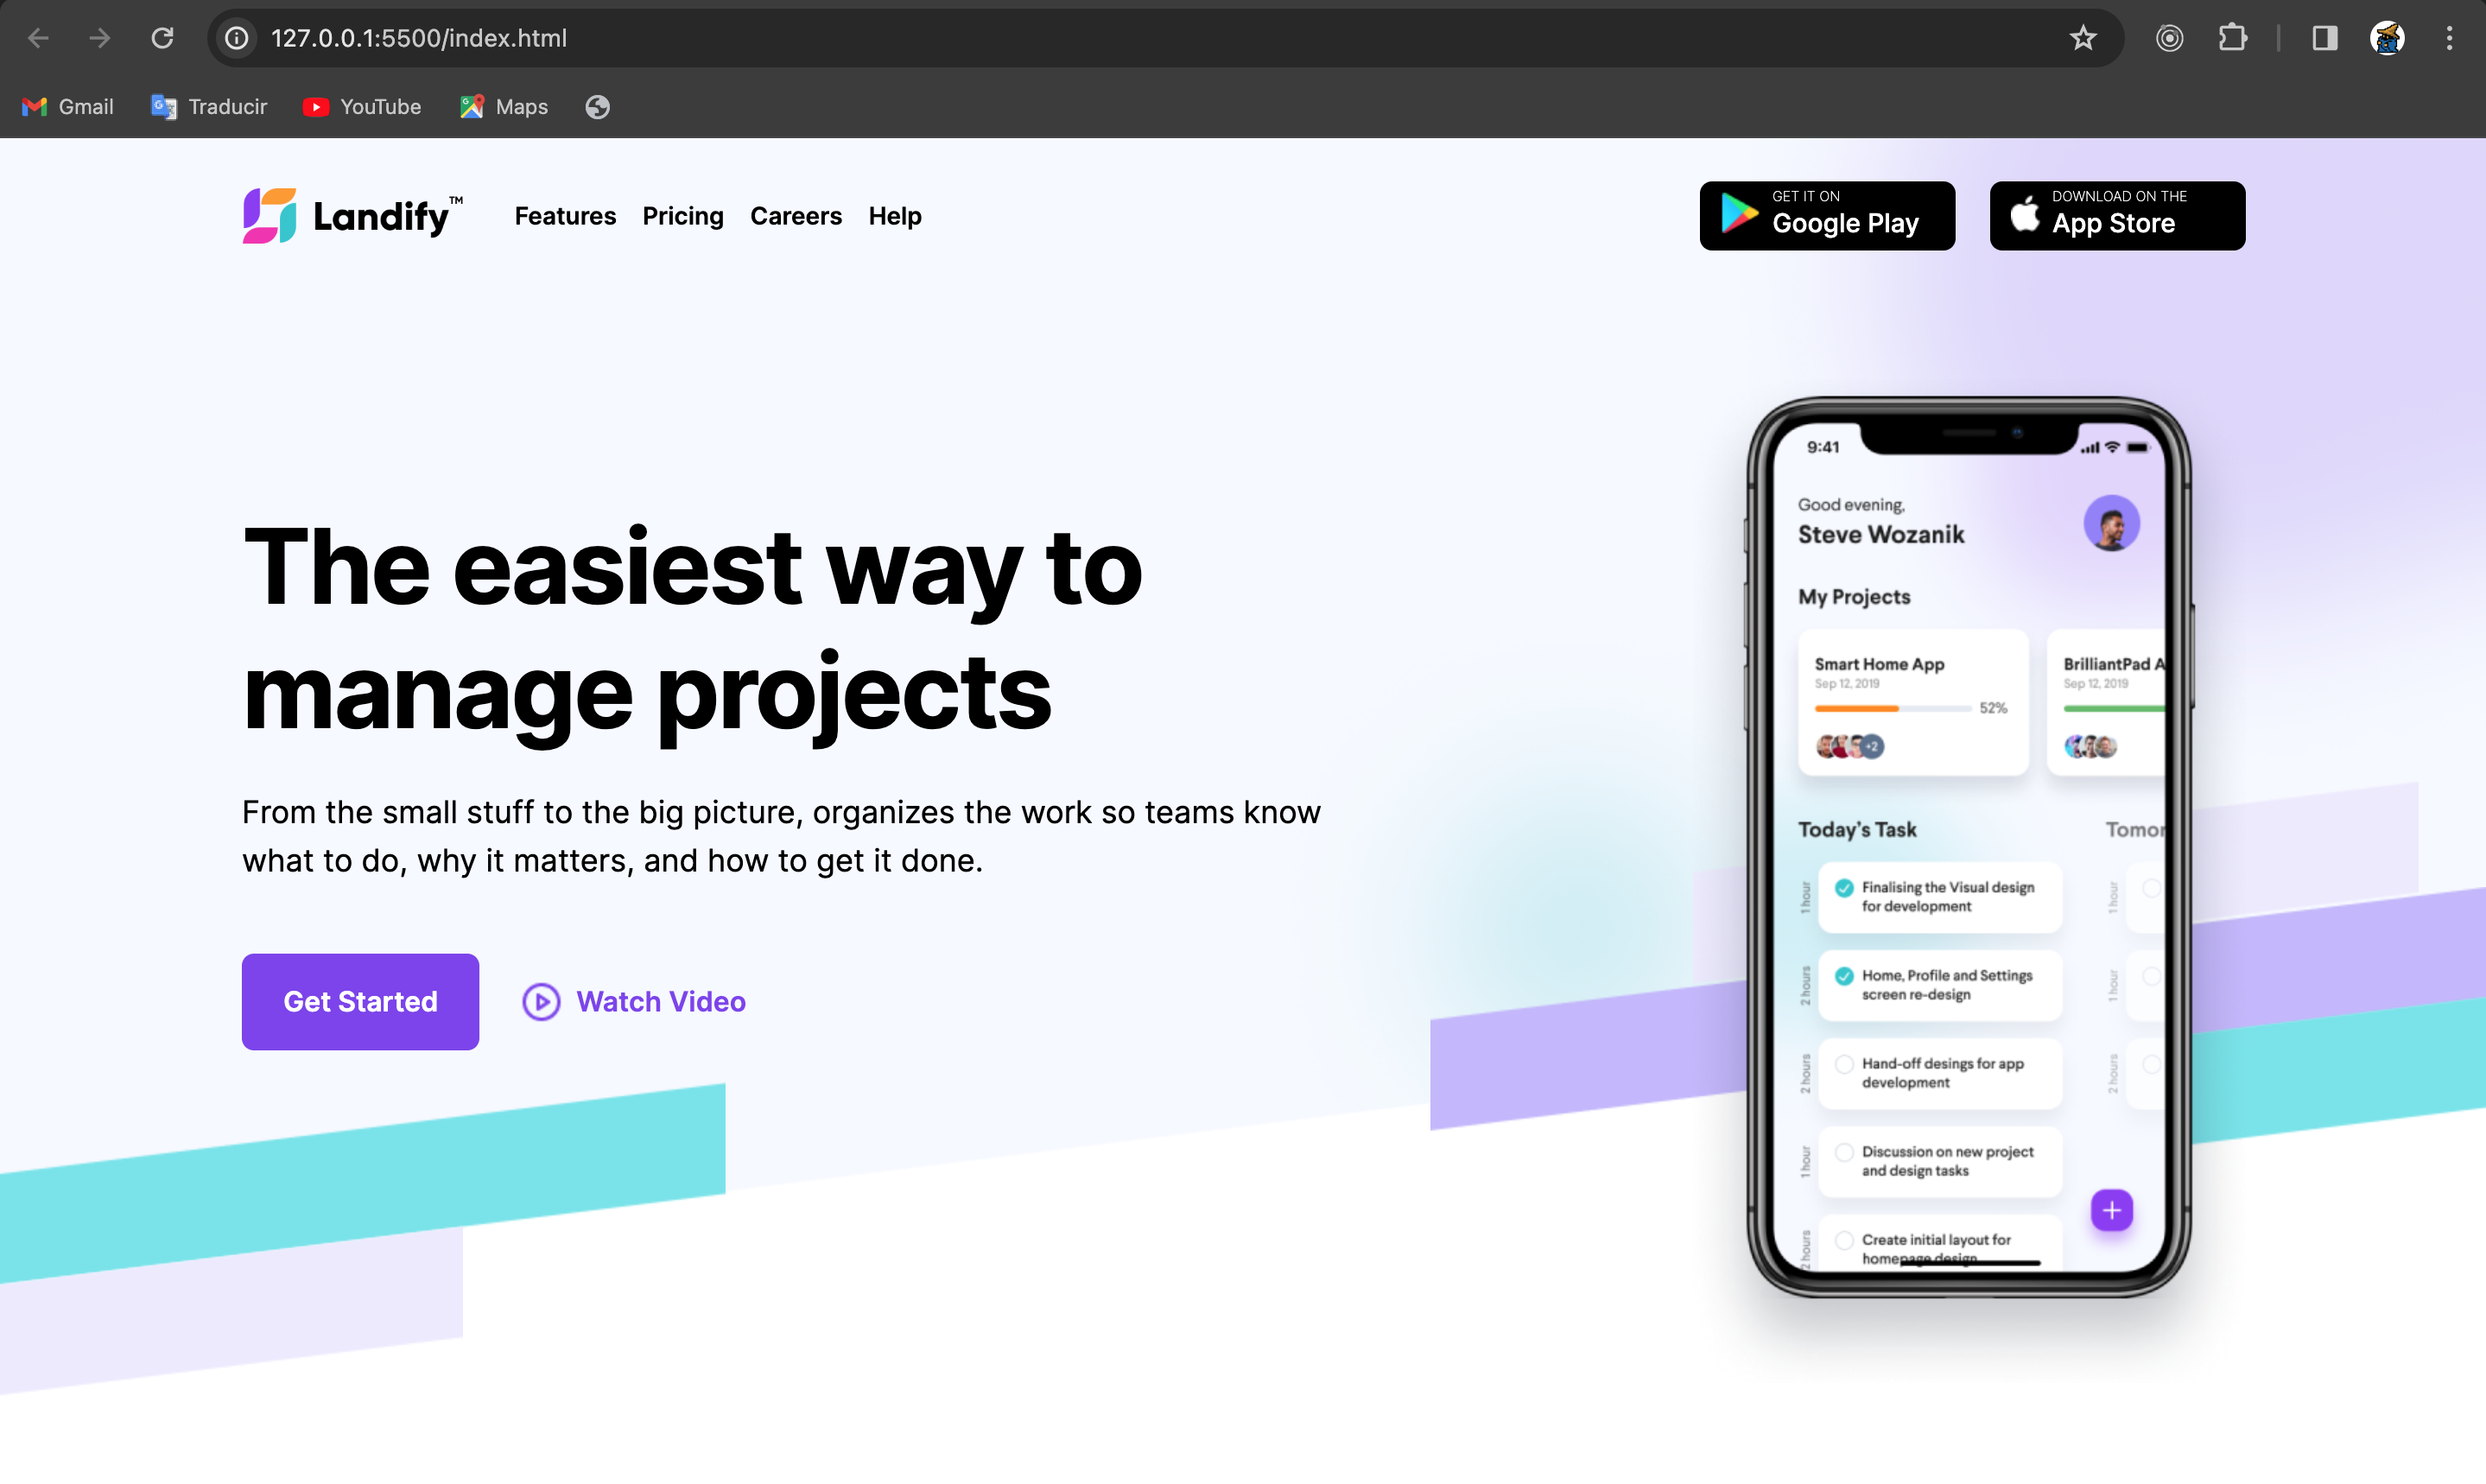 127.0.0.1:5500/index.html
Gmail
Traducir
YouTube
Maps
Landify™
Features
Pricing
Careers
Help
GET IT ON
Google Play
DOWNLOAD ON THE
App Store
The easiest way to
manage projects
From the small stuff to the big picture, organizes the work so teams know
what to do, why it matters, and how to get it done.
Get Started
Watch Video
9:41
Good evening,
Steve Wozanik
My Projects
Smart Home App
Sep 12, 2019
52%
+2
BrilliantPad A
Sep 12, 2019
Today's Task
Tomor
1 hour
Finalising the Visual design
for development
1 hour
2 hours
Home, Profile and Settings
screen re-design
1 hour
2 hours
Hand-off desings for app
development
2 hours
1 hour
Discussion on new project
and design tasks
2 hours
Create initial layout for
homepage design